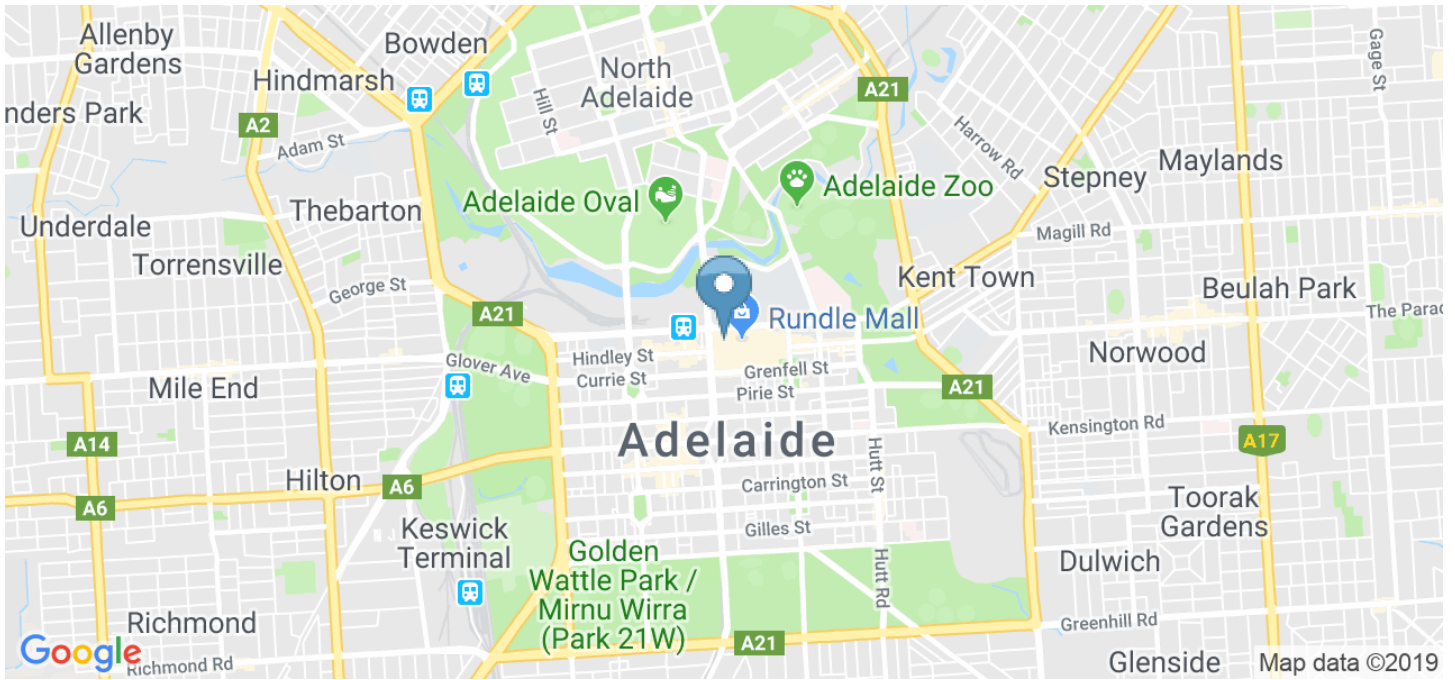 Allenby
Gardens
Bowden
Hindmarsh
North
Adelaide
A21
Gage St
nders Park
A2
Adam St
Hill St
Harrow Rd
Maylands
Stepney
Adelaide Zoo
Adelaide Oval
Thebarton
Underdale
Magill Rd
Torrensville
George St
Kent Town
Beulah Park
The Parad
A21
Rundle Mall
Hindley St
Glover Ave
Currie St
Grenfell St
Pirie St
Norwood
Mile End
A21
Kensington Rd
A14
Adelaide
A17
Hutt St
Hilton
A6
Carrington St
A6
Toorak
Gardens
Gilles St
Keswick
Terminal
Golden
Wattle Park /
Mirnu Wirra
(Park 21W)
Hutt Rd
Dulwich
Richmond
Greenhill Rd
A21
Google
Richmond Rd
Glenside
Map data ©2019